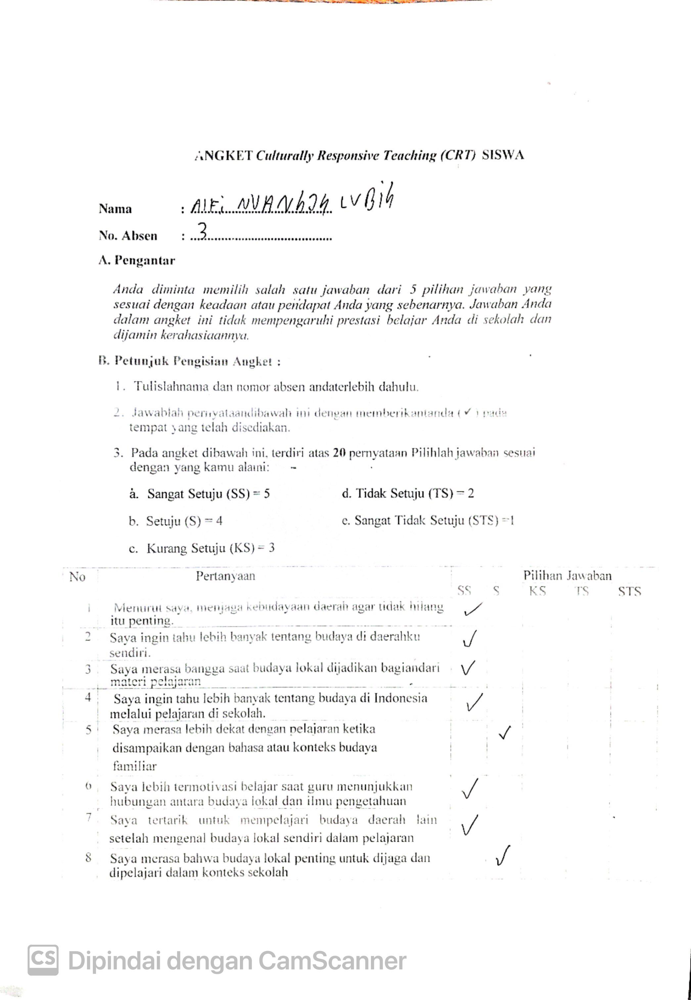 ANGKET Culturally Responsive Teaching (CRT) SISWA
Nama : AlFi LVBiS
No. Absen : 3
A. Pengantar
Anda diminta memilih salah satu jawaban dari 5 pilihan jawaban yang
sesuai dengan keadaan atau pendapat Anda yang sebenarnya. Jawaban Anda
dalam angket ini tidak mempengaruhi prestasi belajar Anda di sekolah dan
dijamin kerahasiaannya.
B. Petunjuk Pengisian Angket :
1. Tulislahnama dan nomor absen andaterlebih dahulu.
2. Jawablah pernyataandibawah ini dengan memberikantanda ( ✓ ) pada
tempat yang telah disediakan.
3. Pada angket dibawah ini, terdiri atas 20 pernyataan Pilihlah jawaban sesuai
dengan yang kamu alami:
a. Sangat Setuju (SS) = 5
d. Tidak Setuju (TS) = 2
b. Setuju (S) = 4
e. Sangat Tidak Setuju (STS) =1
c. Kurang Setuju (KS) = 3
No Pertanyaan Pilihan Jawaban
SS S KS TS STS
1 Menurut saya, menjaga kebudayaan daerah agar tidak hilang ✓
itu penting.
2 Saya ingin tahu lebih banyak tentang budaya di daerahku ✓
sendiri.
3 Saya merasa bangga saat budaya lokal dijadikan bagiandari ✓
materi pelajaran
4 Saya ingin tahu lebih banyak tentang budaya di Indonesia ✓
melalui pelajaran di sekolah.
5 Saya merasa lebih dekat dengan pelajaran ketika ✓
disampaikan dengan bahasa atau konteks budaya
familiar
6 Saya lebih termotivasi belajar saat guru menunjukkan ✓
hubungan antara budaya lokal dan ilmu pengetahuan
7 Saya tertarik untuk mempelajari budaya daerah lain ✓
setelah mengenal budaya lokal sendiri dalam pelajaran
8 Saya merasa bahwa budaya lokal penting untuk dijaga dan ✓
dipelajari dalam konteks sekolah
CS Dipindai dengan CamScanner